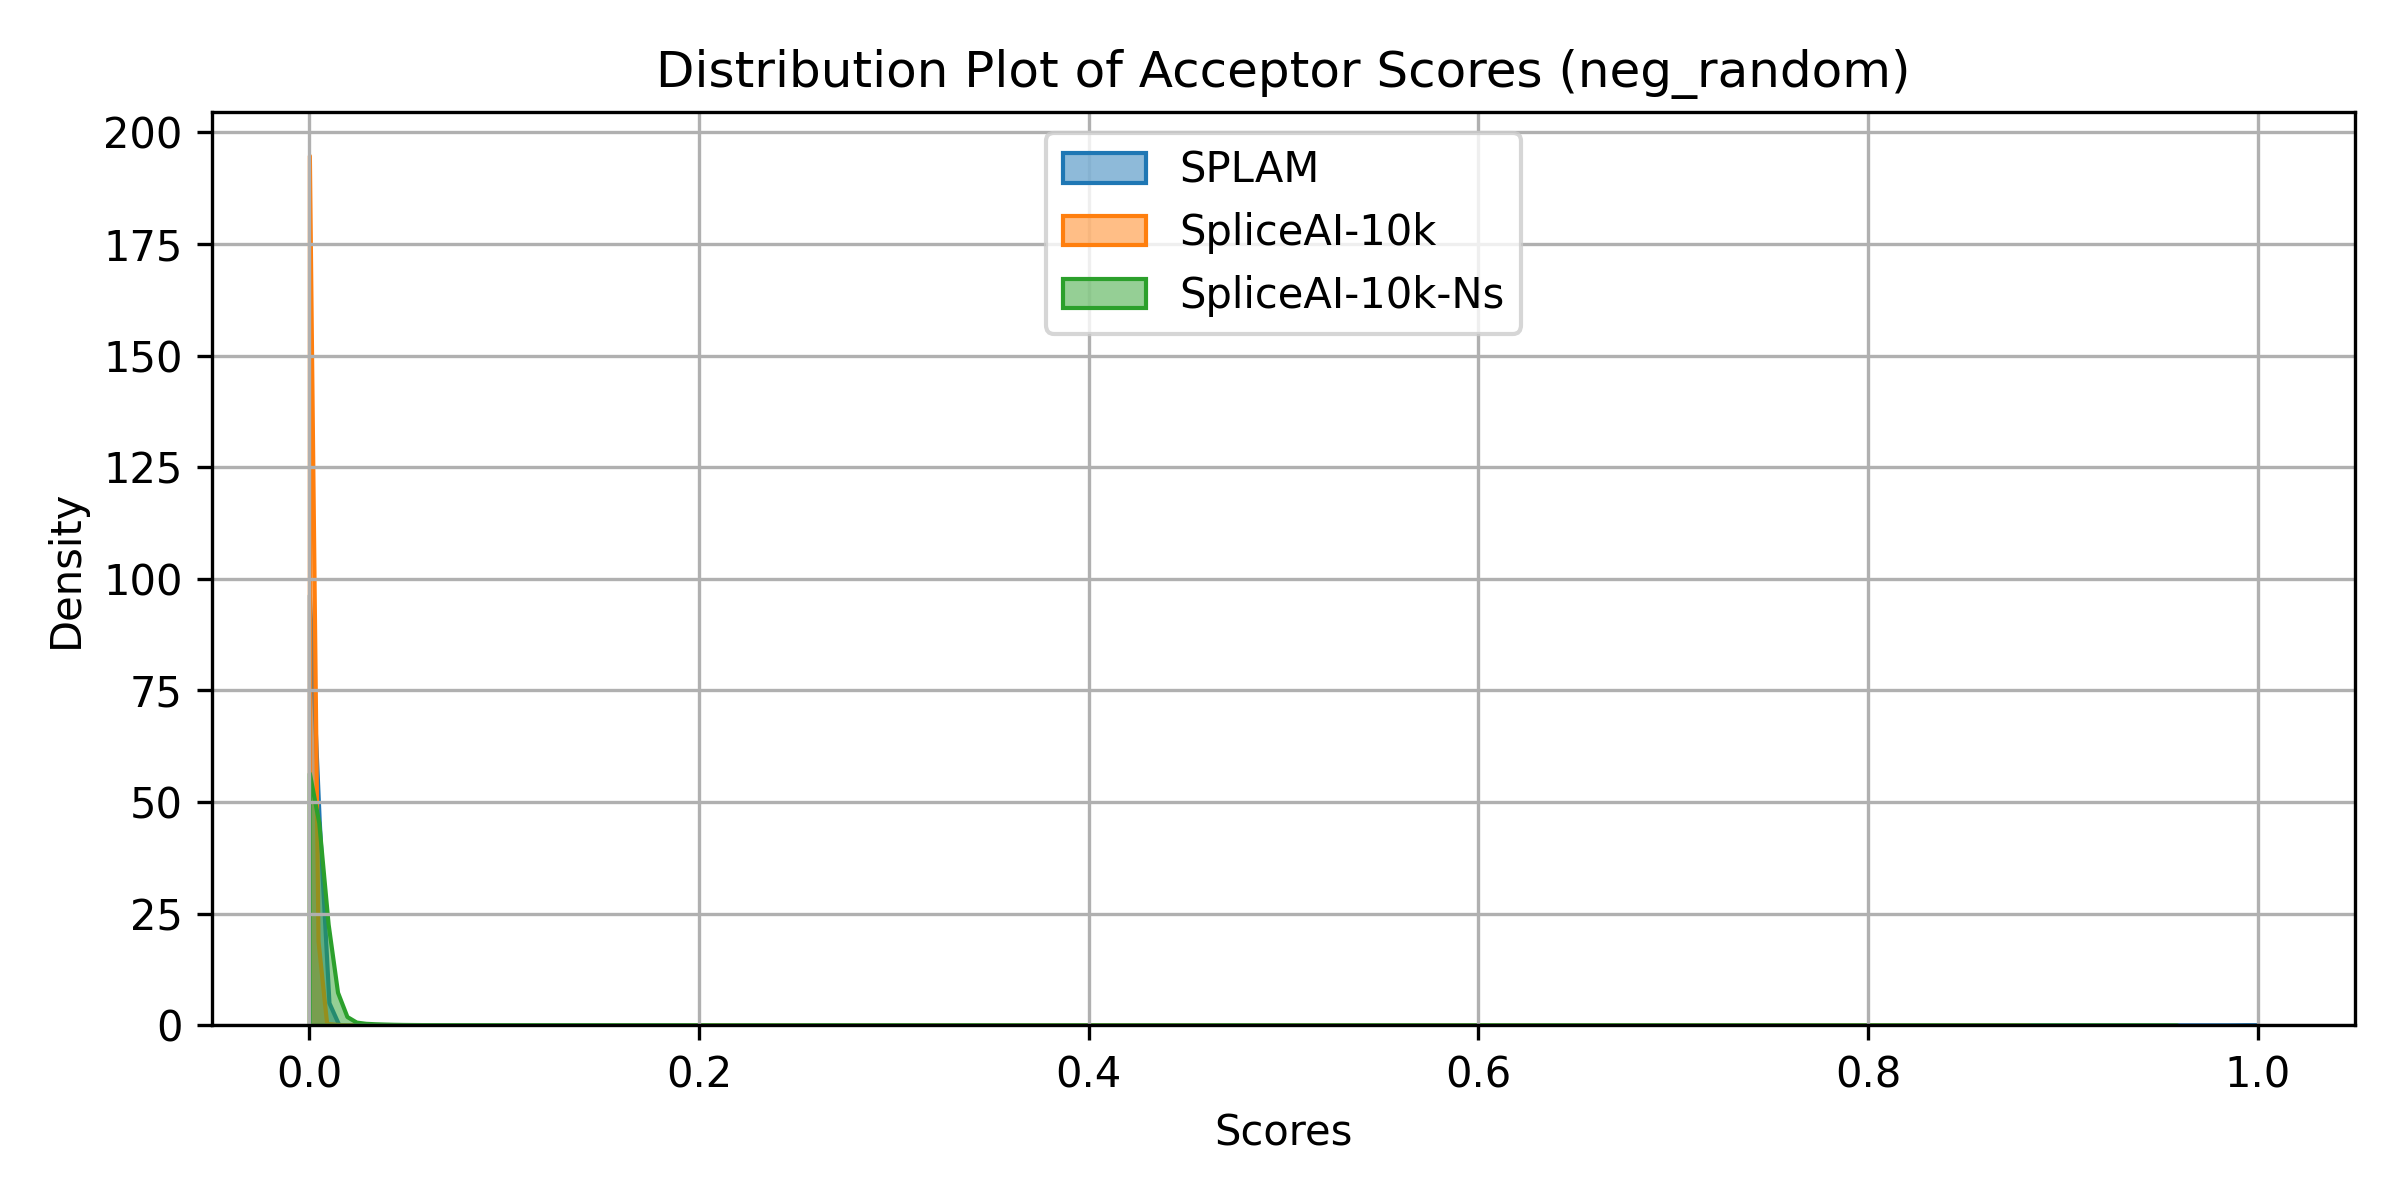 Distribution Plot of Acceptor Scores (neg_random)
200
175
150
125
100
75
50
25
0
Density
SPLAM
SpliceAI-10k
SpliceAI-10k-Ns
0.0 0.2 0.4 0.6 0.8 1.0
Scores